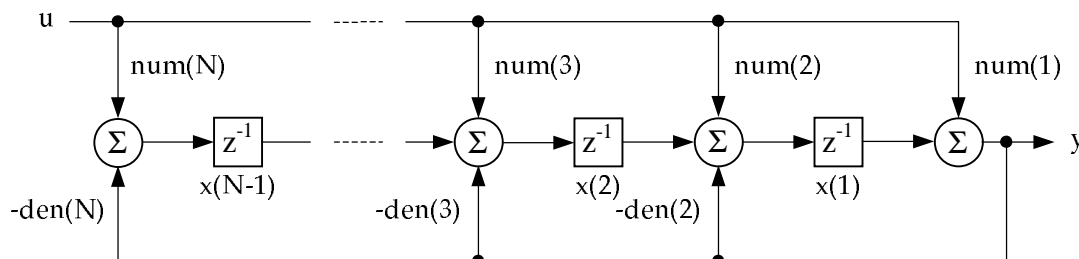 u
num(N) num(3) num(2) num(1)
Σ z⁻¹ Σ z⁻¹ Σ z⁻¹ Σ y
x(N-1) x(2) x(1)
-den(N) -den(3) -den(2)